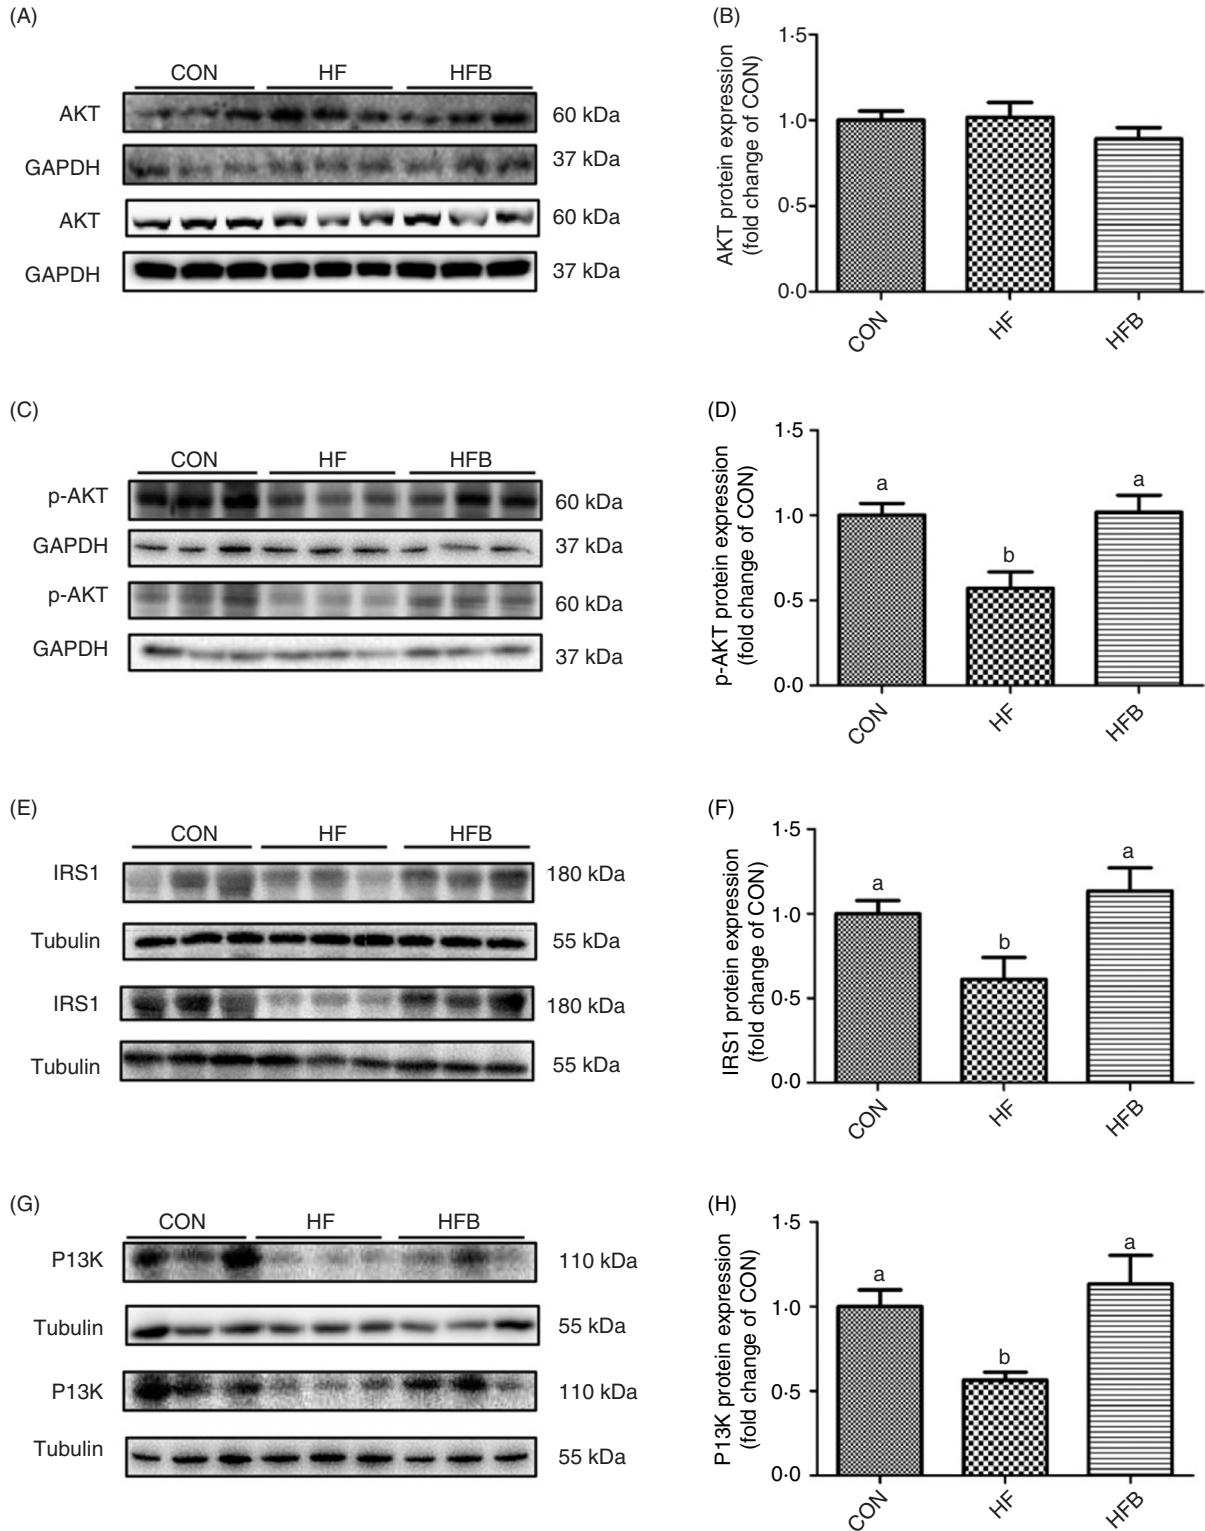 (A)
CON HF HFB
AKT 60 kDa
GAPDH 37 kDa
AKT 60 kDa
GAPDH 37 kDa
(B)
AKT protein expression
(fold change of CON)
1·5
1·0
0·5
0·0
CON HF HFB
(C)
CON HF HFB
p-AKT 60 kDa
GAPDH 37 kDa
p-AKT 60 kDa
GAPDH 37 kDa
(D)
p-AKT protein expression
(fold change of CON)
1·5
1·0
0·5
0·0
a b a
CON HF HFB
(E)
CON HF HFB
IRS1 180 kDa
Tubulin 55 kDa
IRS1 180 kDa
Tubulin 55 kDa
(F)
IRS1 protein expression
(fold change of CON)
1·5
1·0
0·5
0·0
a b a
CON HF HFB
(G)
CON HF HFB
P13K 110 kDa
Tubulin 55 kDa
P13K 110 kDa
Tubulin 55 kDa
(H)
P13K protein expression
(fold change of CON)
1·5
1·0
0·5
0·0
a b a
CON HF HFB